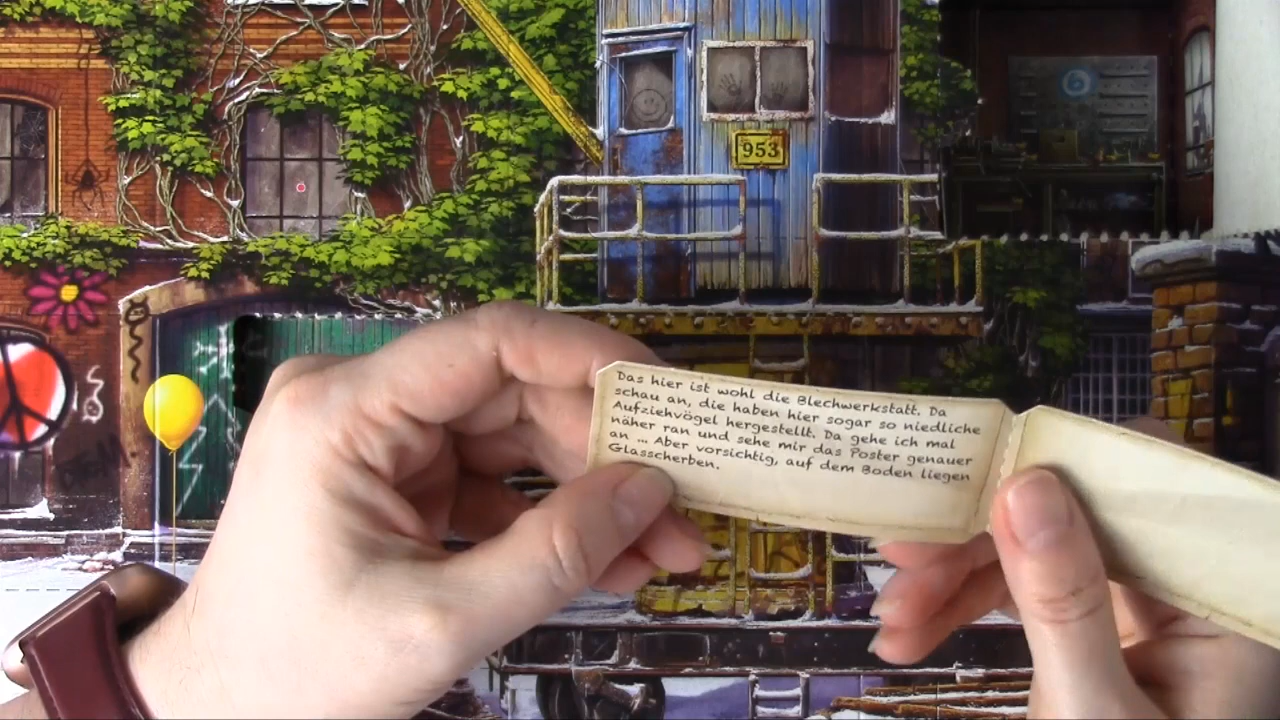 953
Das hier ist wohl die Blechwerkstatt. Da
schau an, die haben hier sogar so niedliche
Aufziehvögel hergestellt. Da gehe ich mal
näher ran und sehe mir das Poster genauer
an ... Aber vorsichtig, auf dem Boden liegen
Glasscherben.